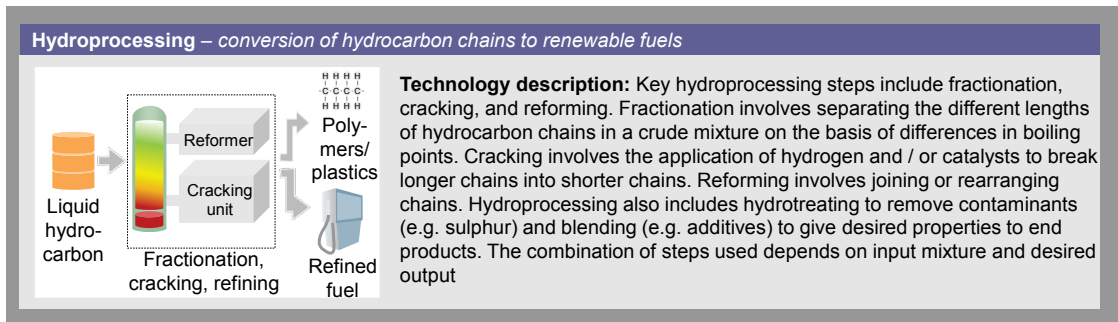 Hydroprocessing – conversion of hydrocarbon chains to renewable fuels
Liquid
hydro-
carbon
Reformer
Cracking
unit
Fractionation,
cracking, refining
H H H H
C C C C
H H H H
Poly-
mers/
plastics
Refined
fuel
Technology description: Key hydroprocessing steps include fractionation,
cracking, and reforming. Fractionation involves separating the different lengths
of hydrocarbon chains in a crude mixture on the basis of differences in boiling
points. Cracking involves the application of hydrogen and / or catalysts to break
longer chains into shorter chains. Reforming involves joining or rearranging
chains. Hydroprocessing also includes hydrotreating to remove contaminants
(e.g. sulphur) and blending (e.g. additives) to give desired properties to end
products. The combination of steps used depends on input mixture and desired
output